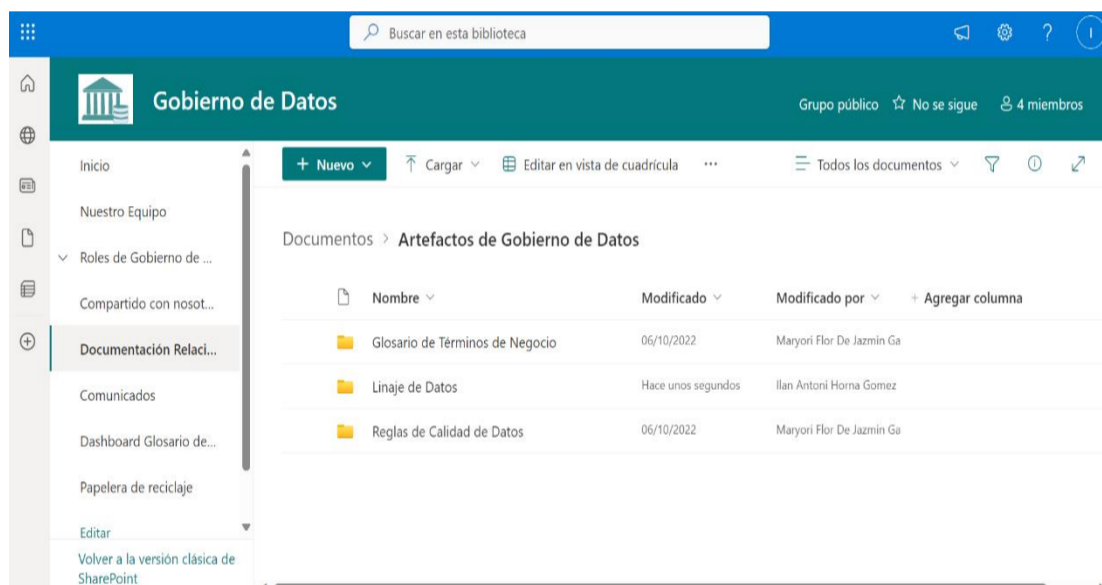 Buscar en esta biblioteca
?
I
Gobierno de Datos
Grupo público
No se sigue
4 miembros
Inicio
Nuestro Equipo
Roles de Gobierno de ...
Compartido con nosot...
Documentación Relaci...
Comunicados
Dashboard Glosario de...
Papelera de reciclaje
Editar
Volver a la versión clásica de
SharePoint
+ Nuevo
Cargar
Editar en vista de cuadrícula
...
Todos los documentos
Documentos > Artefactos de Gobierno de Datos
Nombre Modificado Modificado por + Agregar columna
Glosario de Términos de Negocio 06/10/2022 Maryori Flor De Jazmin Ga
Linaje de Datos Hace unos segundos Ilan Antoni Horna Gomez
Reglas de Calidad de Datos 06/10/2022 Maryori Flor De Jazmin Ga